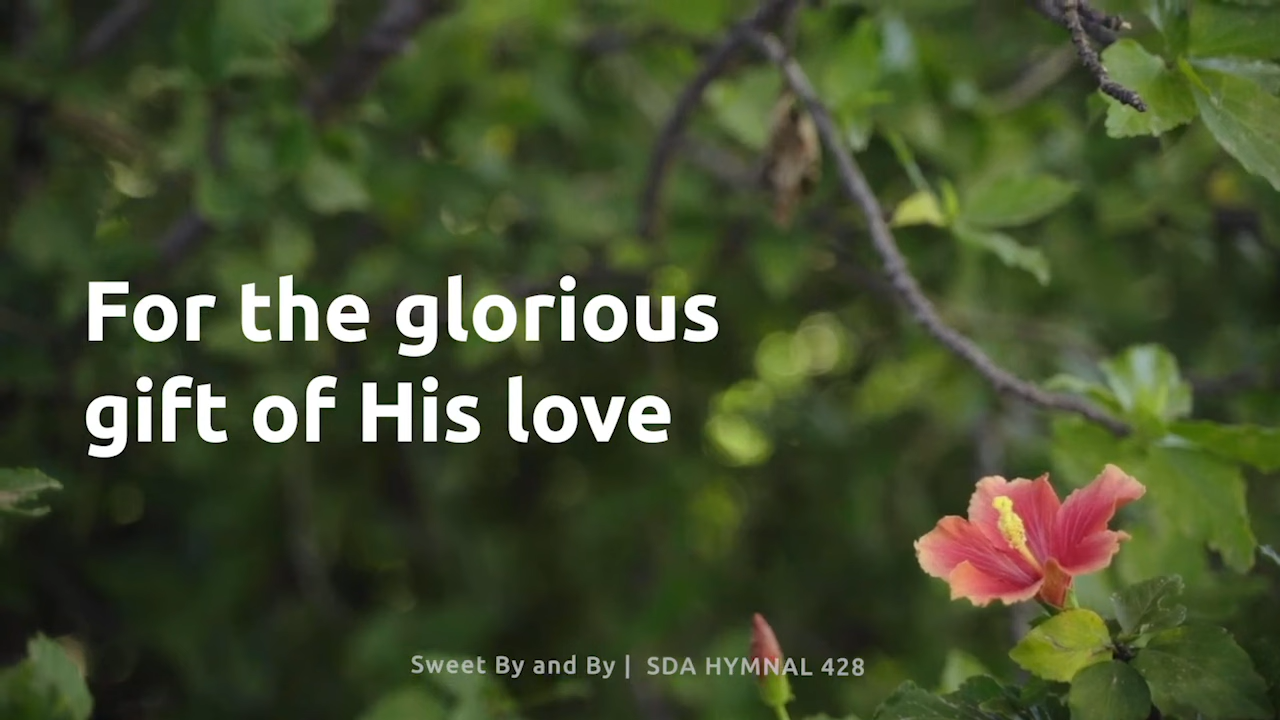 For the glorious
gift of His love
Sweet By and By | SDA HYMNAL 428